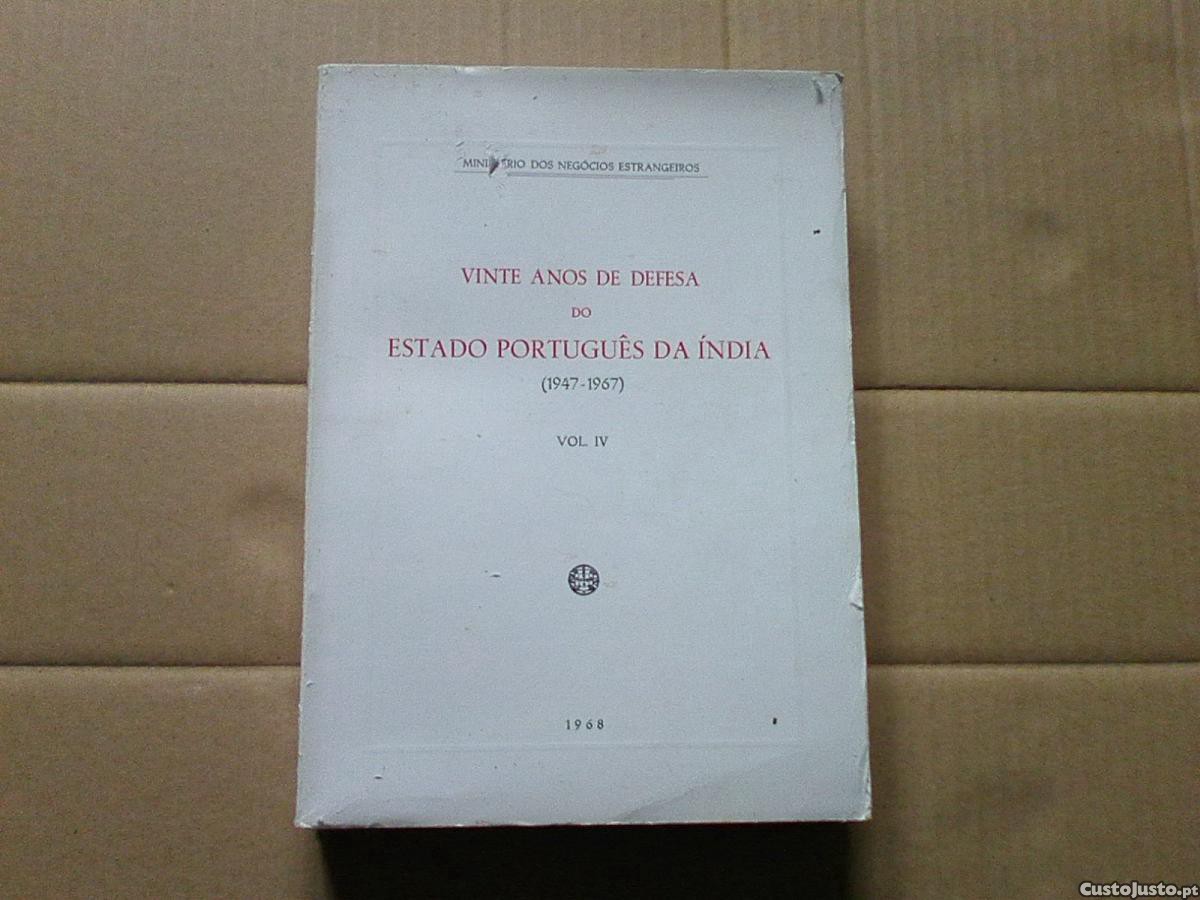 MINISTÉRIO DOS NEGÓCIOS ESTRANGEIROS
VINTE ANOS DE DEFESA
DO
ESTADO PORTUGUÊS DA ÍNDIA
(1947-1967)
VOL. IV
1968
CustoJusto.pt